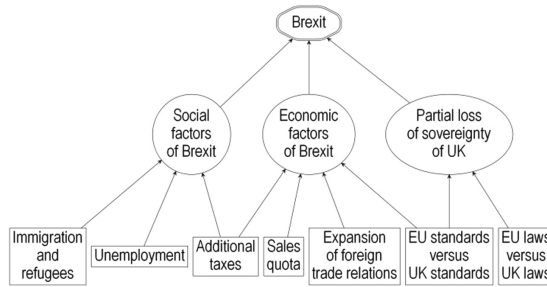 Brexit
Social
factors
of Brexit
Economic
factors
of Brexit
Partial loss
of sovereignty
of UK
Immigration
and
refugees
Unemployment
Additional
taxes
Sales
quota
Expansion
of foreign
trade relations
EU standards
versus
UK standards
EU laws
versus
UK laws